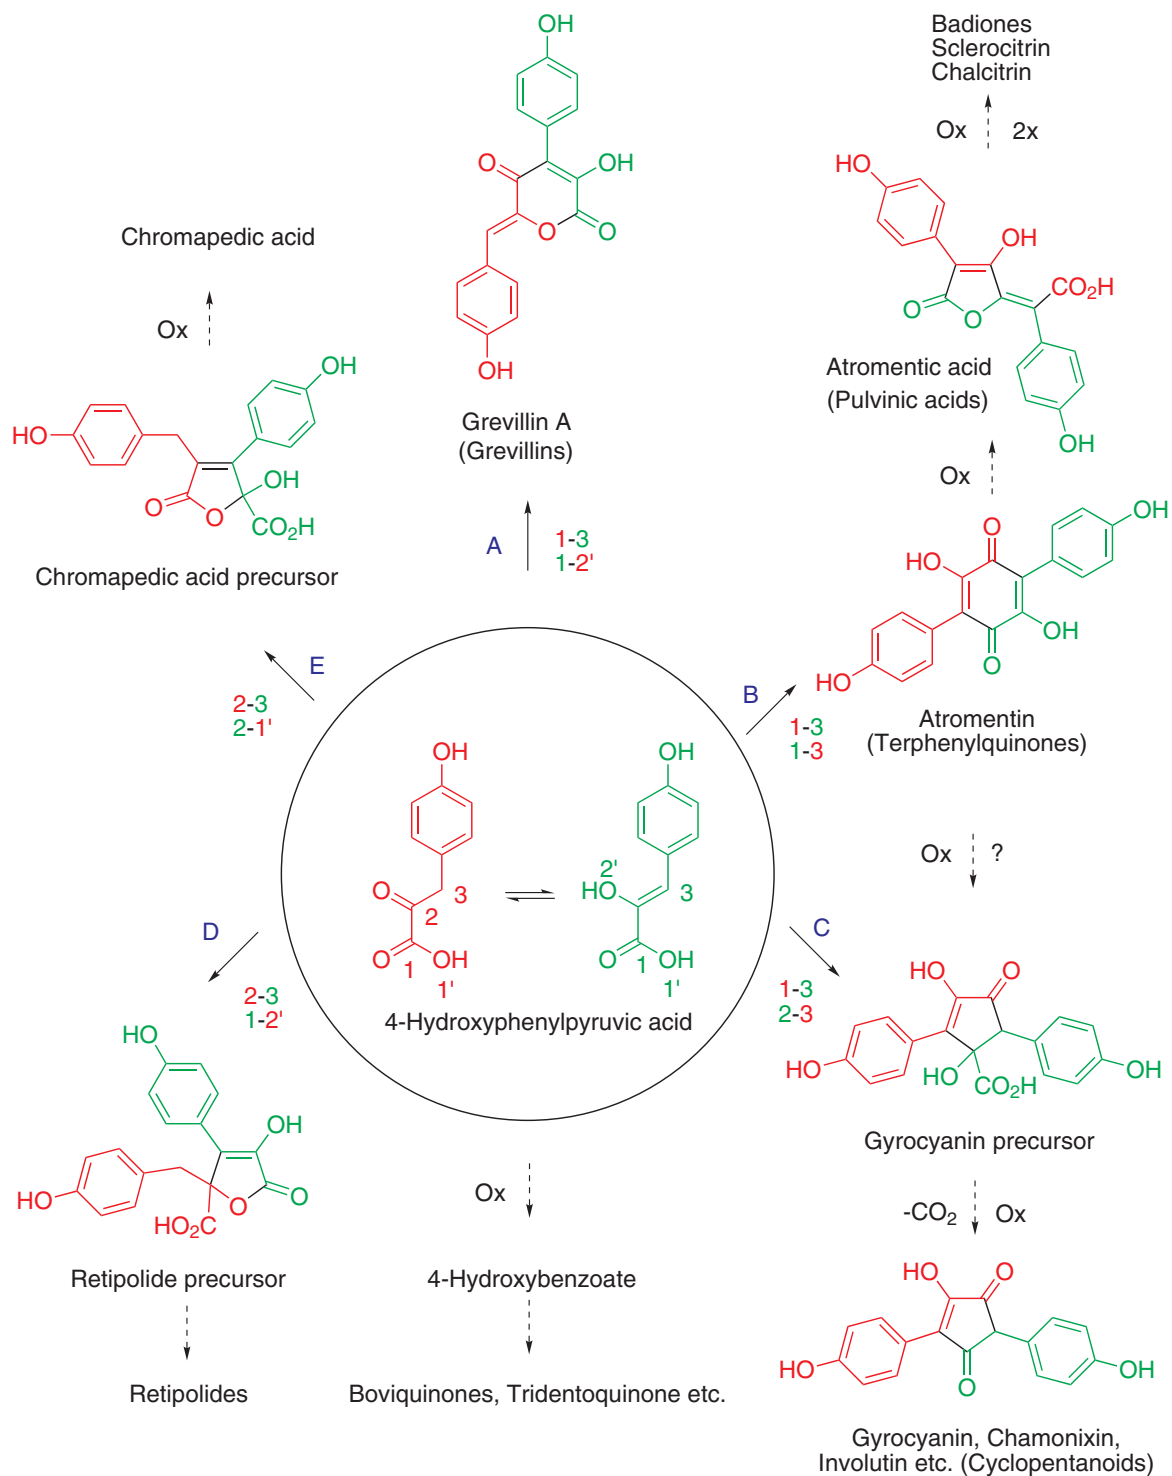 OH
Badiones
Sclerocitrin
Chalcitrin
Ox
2x
O
OH
O
O
HO
OH
CO2H
O
O
OH
Atromentic acid
(Pulvinic acids)
Ox
Chromapedic acid
Ox
OH
HO
O
O
OH
CO2H
Chromapedic acid precursor
OH
Grevillin A
(Grevillins)
A
1-3
1-2'
O
HO
OH
OH
O
HO
Atromentin
(Terphenylquinones)
E
2-3
2-1'
B
1-3
1-3
Ox
?
OH
O
3
2
O
1
OH
1'
OH
2'
HO
3
O
1
OH
1'
4-Hydroxyphenylpyruvic acid
D
2-3
1-2'
C
1-3
2-3
HO
O
HO
HO
CO2H
OH
Gyrocyanin precursor
-CO2
Ox
HO
OH
O
O
HO
HO2C
Retipolide precursor
Retipolides
Ox
4-Hydroxybenzoate
Boviquinones, Tridentoquinone etc.
HO
O
HO
O
OH
Gyrocyanin, Chamonixin,
Involutin etc. (Cyclopentanoids)